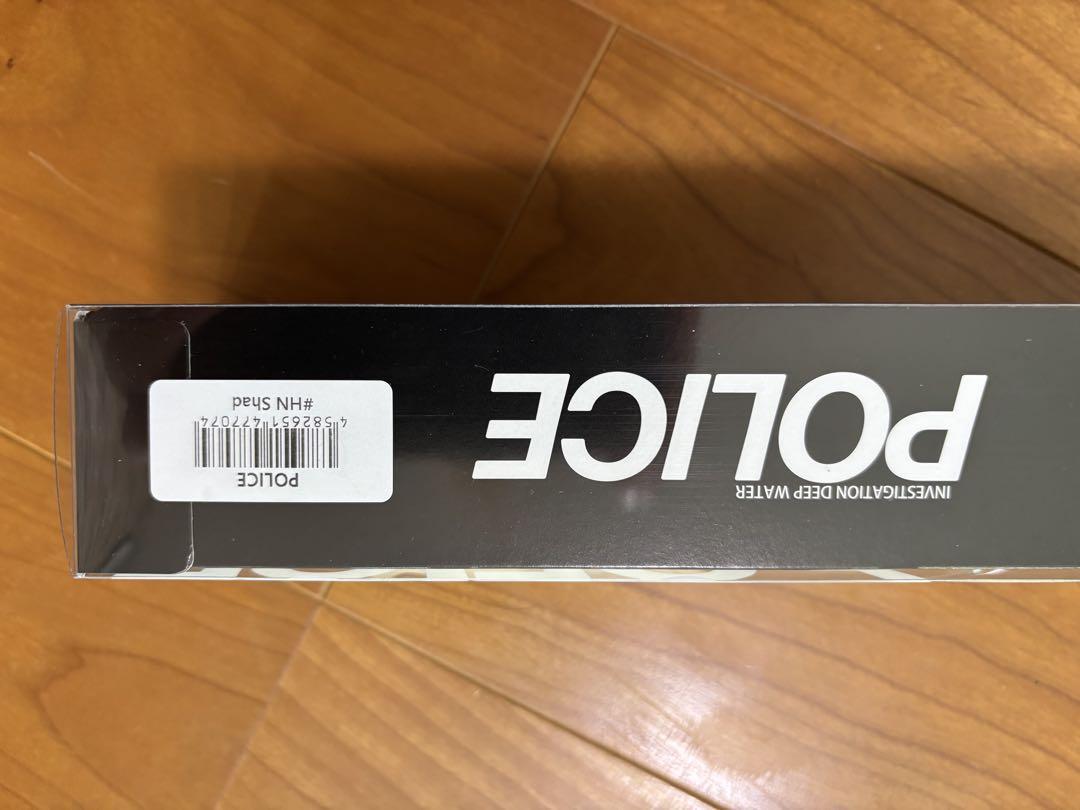 INVESTIGATION DEEP WATER
POLICE
POLICE
4 582651 477074
#HN Shad